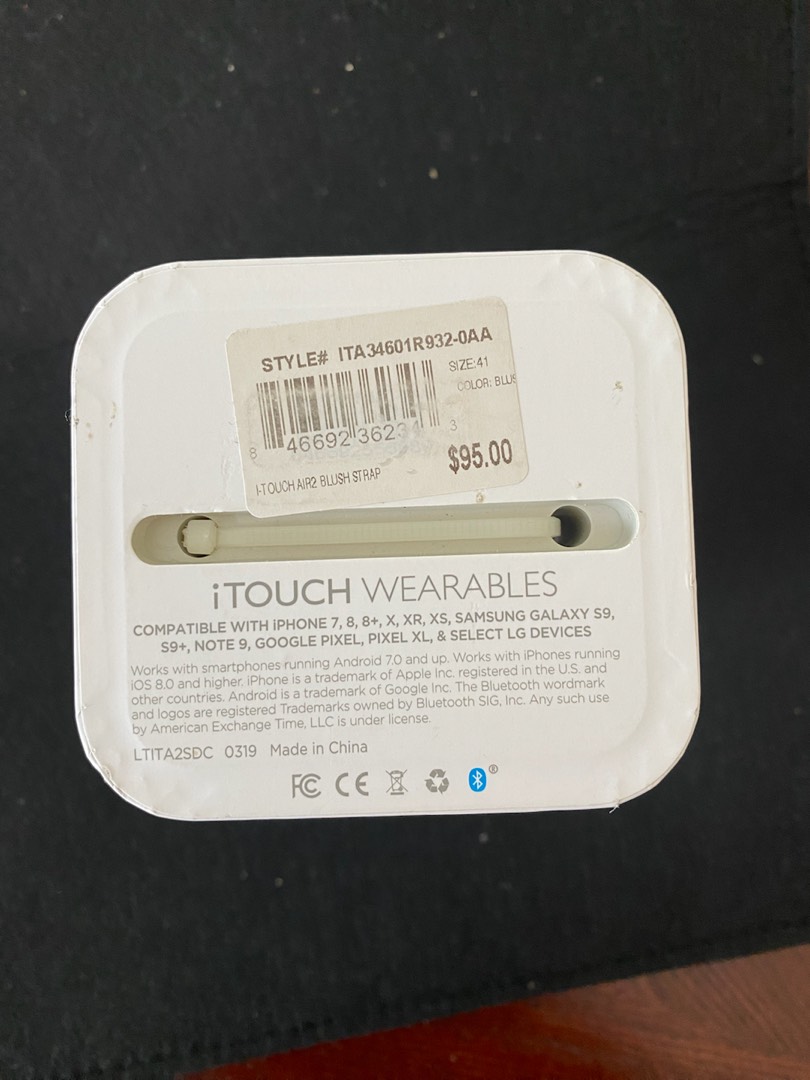 STYLE# ITA34601R932-0AA
SIZE:41
COLOR: BLUS
8 46692 36234 3
$95.00
I-TOUCH AIR2 BLUSH STRAP
iTOUCH WEARABLES
COMPATIBLE WITH iPHONE 7, 8, 8+, X, XR, XS, SAMSUNG GALAXY S9,
S9+, NOTE 9, GOOGLE PIXEL, PIXEL XL, & SELECT LG DEVICES
Works with smartphones running Android 7.0 and up. Works with iPhones running
iOS 8.0 and higher. iPhone is a trademark of Apple Inc. registered in the U.S. and
other countries. Android is a trademark of Google Inc. The Bluetooth wordmark
and logos are registered Trademarks owned by Bluetooth SIG, Inc. Any such use
by American Exchange Time, LLC is under license.
LTITA2SDC 0319 Made in China
FC CE ®